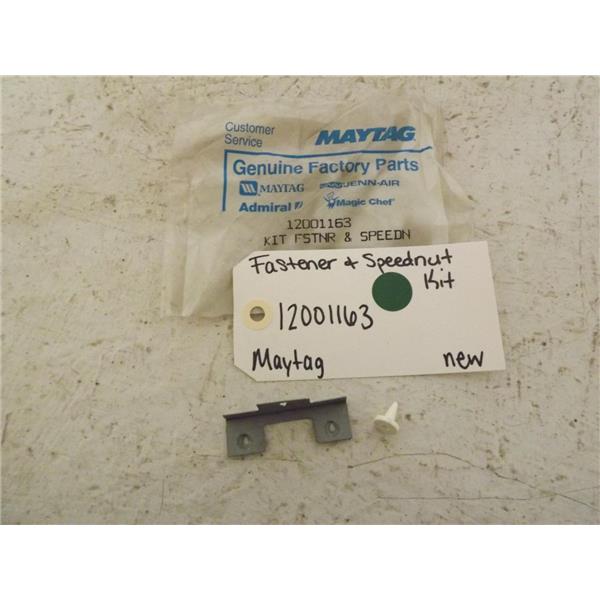 Customer
Service
MAYTAG
Genuine Factory Parts
MAYTAG JENN-AIR
Admiral Magic Chef
12001163
KIT FSTNR & SPEEDN
Fastener + Speednut
Kit
12001163
Maytag new